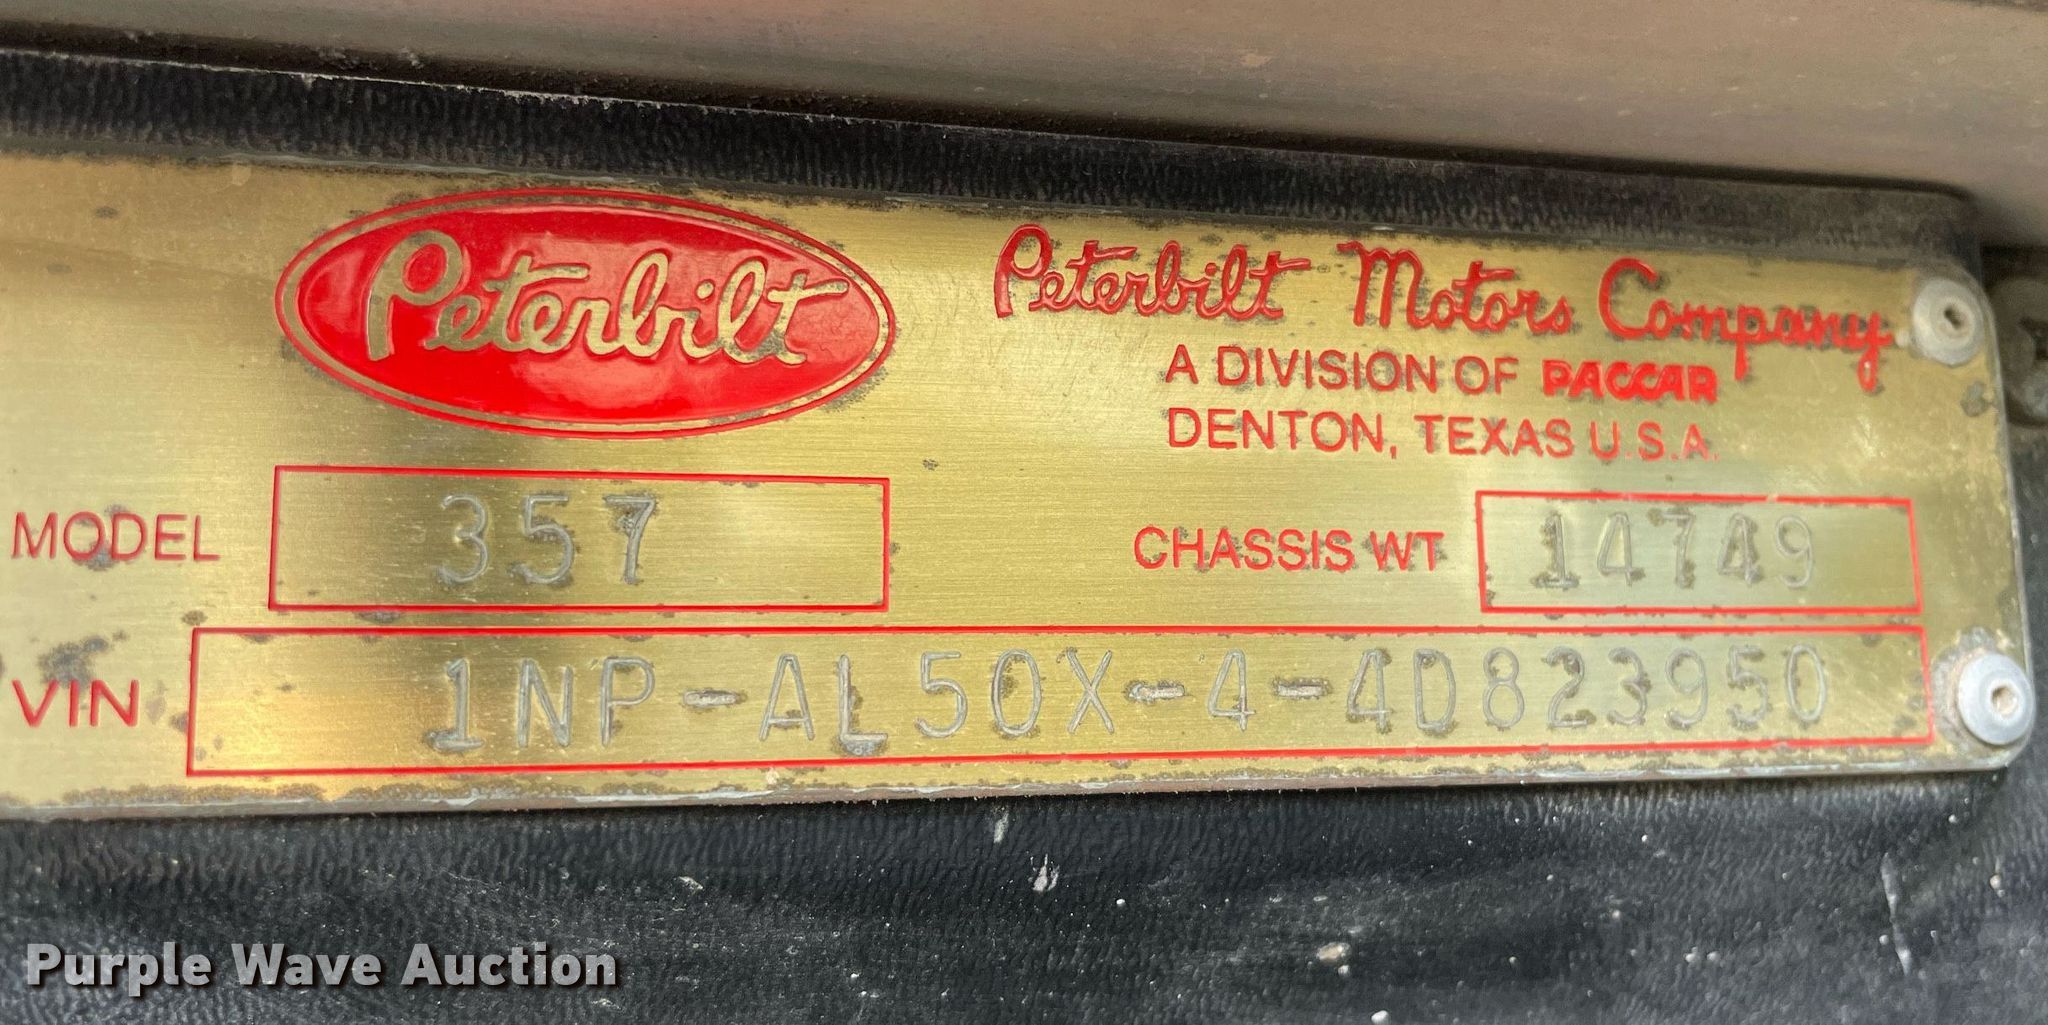 Peterbilt
Peterbilt Motors Company
A DIVISION OF PACCAR
DENTON, TEXAS U.S.A.
MODEL 357 CHASSIS WT 14749
VIN 1NP-AL50X-4-4D823950
Purple Wave Auction